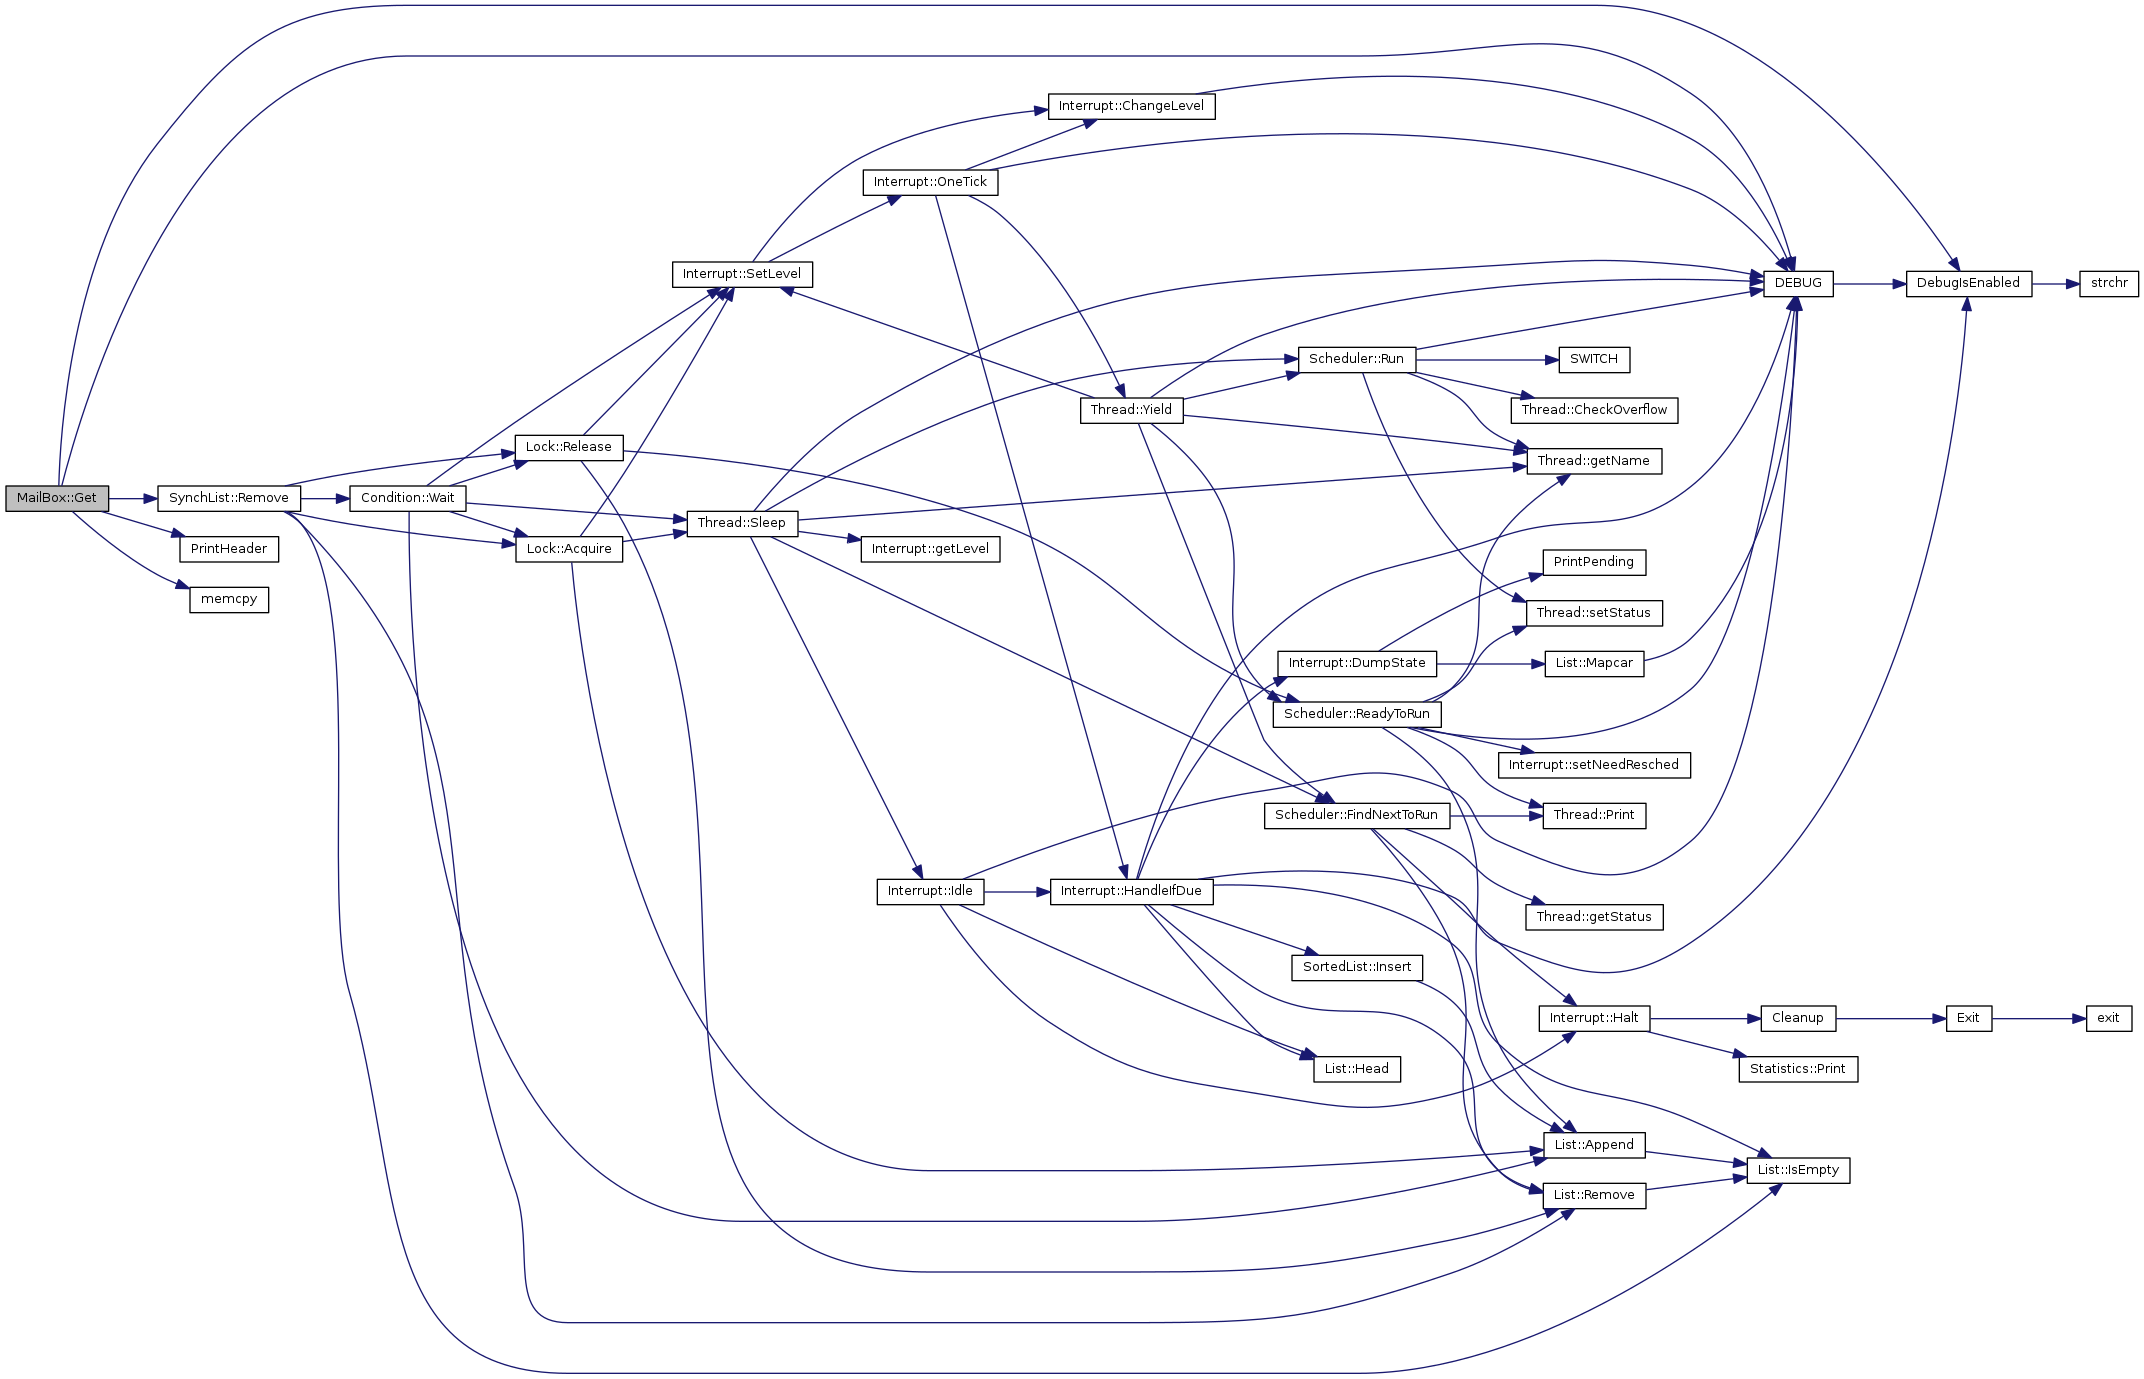 MailBox::Get
SynchList::Remove
PrintHeader
memcpy
Condition::Wait
Lock::Release
Lock::Acquire
Interrupt::SetLevel
Thread::Sleep
Interrupt::OneTick
Interrupt::getLevel
Interrupt::Idle
Interrupt::ChangeLevel
Thread::Yield
Interrupt::HandleIfDue
Scheduler::Run
Interrupt::DumpState
Scheduler::ReadyToRun
Scheduler::FindNextToRun
SortedList::Insert
List::Head
SWITCH
Thread::CheckOverflow
Thread::getName
PrintPending
Thread::setStatus
List::Mapcar
Interrupt::setNeedResched
Thread::Print
Thread::getStatus
Interrupt::Halt
List::Append
List::Remove
DEBUG
Cleanup
Statistics::Print
List::IsEmpty
DebugIsEnabled
Exit
strchr
exit